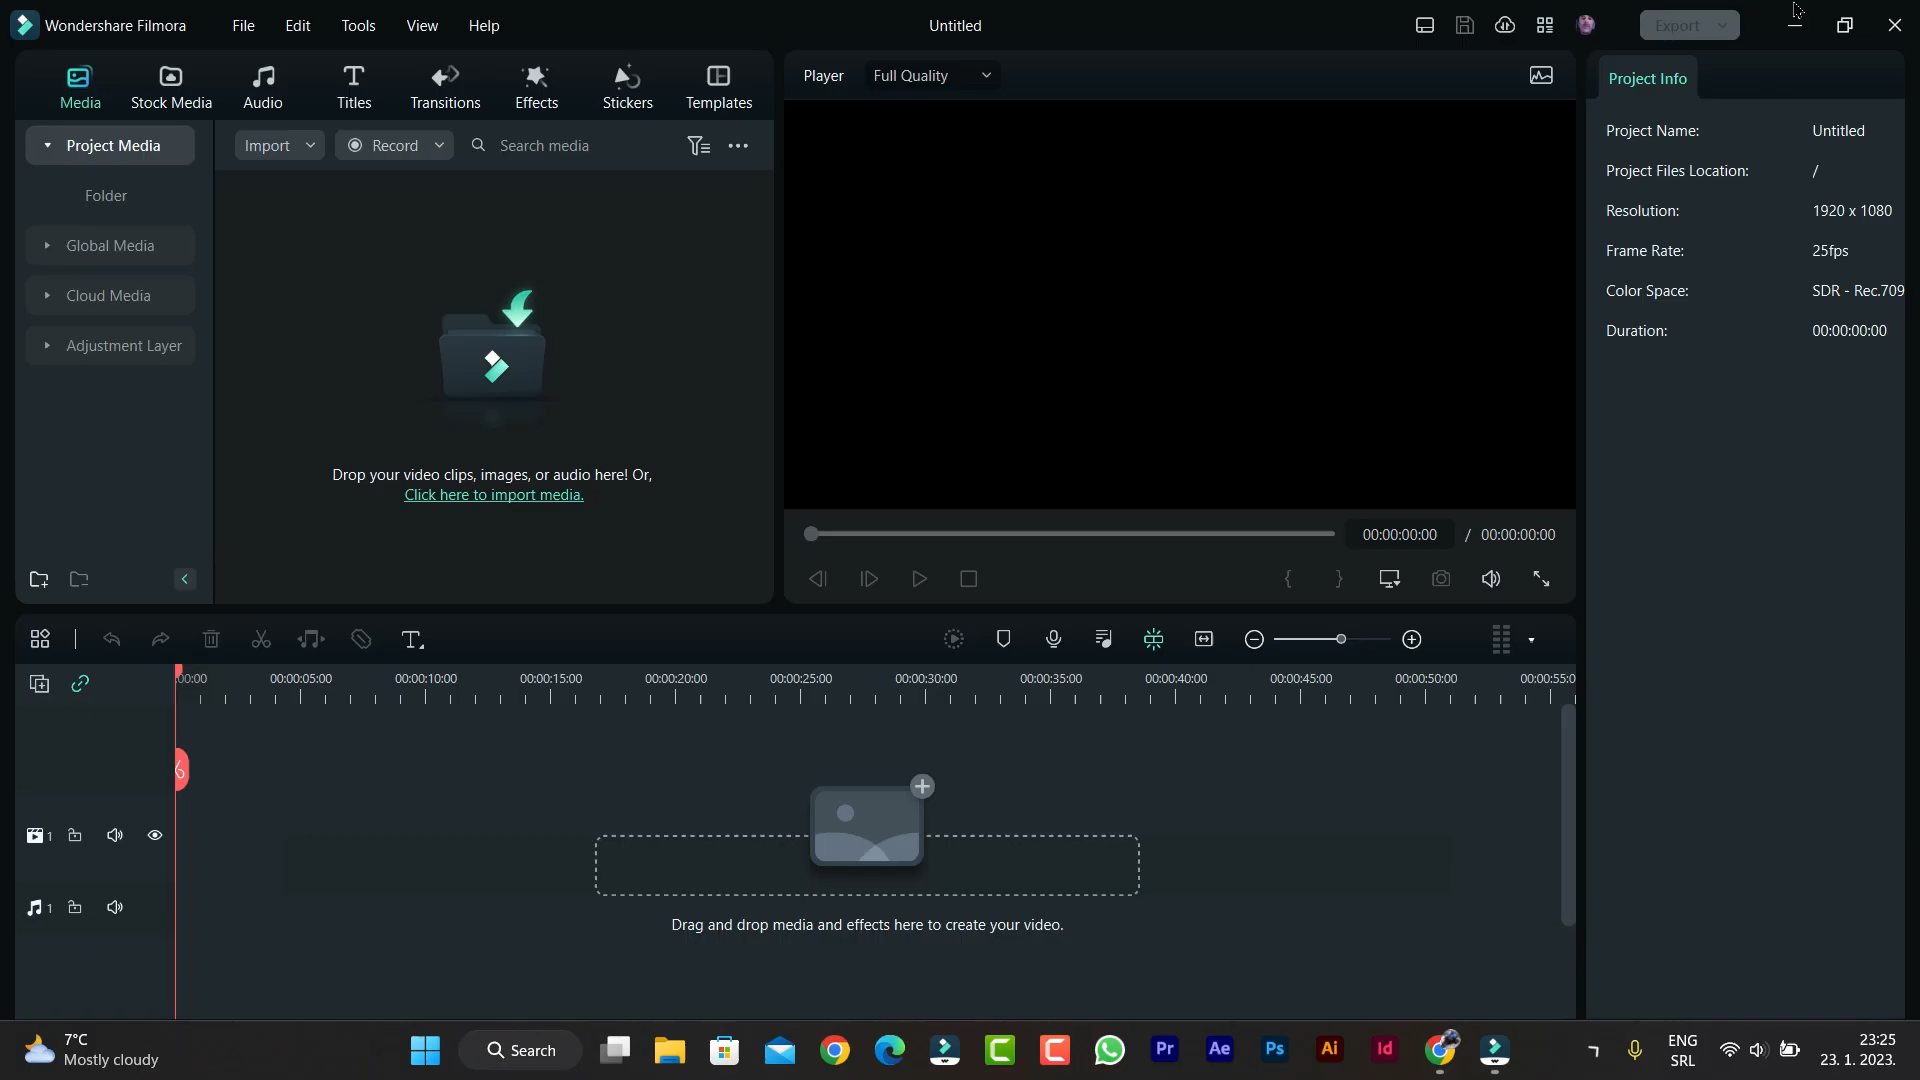 Wondershare Filmora
File
Edit
Tools
View
Help
Untitled
Export
Media
Stock Media
Audio
Titles
Transitions
Effects
Stickers
Templates
Player
Full Quality
Project Info
Project Media
Import
Record
Search media
Folder
Global Media
Cloud Media
Adjustment Layer
Drop your video clips, images, or audio here! Or,
Click here to import media.
Project Name: Untitled
Project Files Location: /
Resolution: 1920 x 1080
Frame Rate: 25fps
Color Space: SDR - Rec.709
Duration: 00:00:00:00
00:00:00:00 / 00:00:00:00
{ }
:00:00 00:00:05:00 00:00:10:00 00:00:15:00 00:00:20:00 00:00:25:00 00:00:30:00 00:00:35:00 00:00:40:00 00:00:45:00 00:00:50:00 00:00:55:0
1
1
Drag and drop media and effects here to create your video.
7°C
Mostly cloudy
Search
Pr
Ae
Ps
Ai
Id
ENG
SRL
23:25
23. 1. 2023.